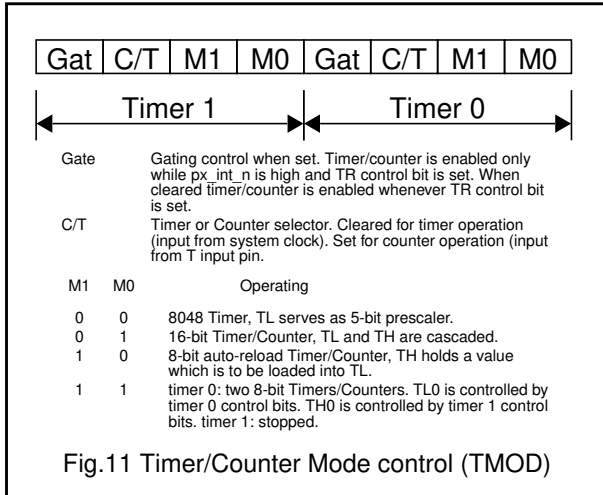 Gat C/T M1 M0 Gat C/T M1 M0
Timer 1 Timer 0
Gate Gating control when set. Timer/counter is enabled only
while px_int_n is high and TR control bit is set. When
cleared timer/counter is enabled whenever TR control bit
is set.
C/T Timer or Counter selector. Cleared for timer operation
(input from system clock). Set for counter operation (input
from T input pin.
M1 M0 Operating
0 0 8048 Timer, TL serves as 5-bit prescaler.
0 1 16-bit Timer/Counter, TL and TH are cascaded.
1 0 8-bit auto-reload Timer/Counter, TH holds a value
which is to be loaded into TL.
1 1 timer 0: two 8-bit Timers/Counters. TL0 is controlled by
timer 0 control bits. TH0 is controlled by timer 1 control
bits. timer 1: stopped.
Fig.11 Timer/Counter Mode control (TMOD)